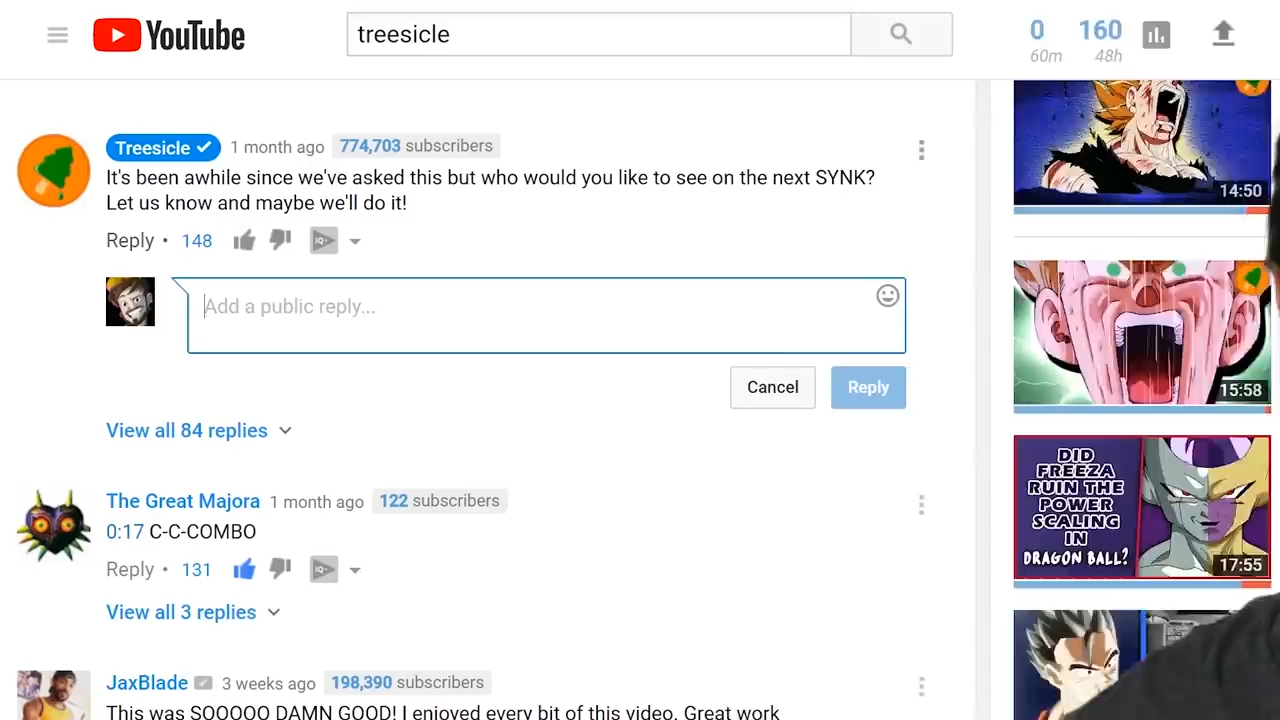 YouTube
treesicle
0
60m
160
48h
Treesicle
1 month ago
774,703 subscribers
It's been awhile since we've asked this but who would you like to see on the next SYNK?
Let us know and maybe we'll do it!
Reply • 148
IQ+
Add a public reply...
Cancel
Reply
View all 84 replies
The Great Majora 1 month ago 122 subscribers
0:17 C-C-COMBO
Reply • 131
IQ+
View all 3 replies
JaxBlade 3 weeks ago 198,390 subscribers
This was SOOOOO DAMN GOOD! I enjoyed every bit of this video. Great work
14:50
15:58
DID
FREEZA
RUIN THE
POWER
SCALING
IN
DRAGON BALL?
17:55